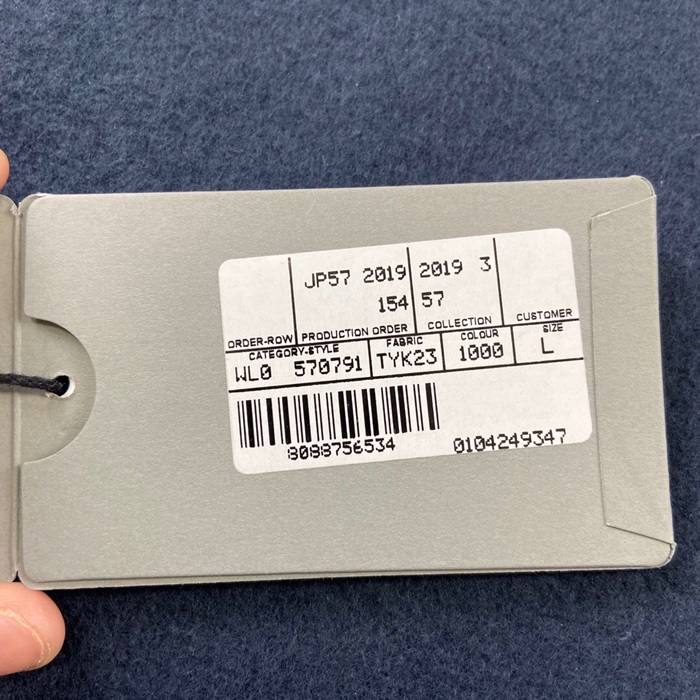 JP57 2019 2019 3
154 57
ORDER-ROW PRODUCTION ORDER COLLECTION CUSTOMER
CATEGORY-STYLE FABRIC COLOUR SIZE
WL0 570791 TYK23 1000 L
8088756534 0104249347